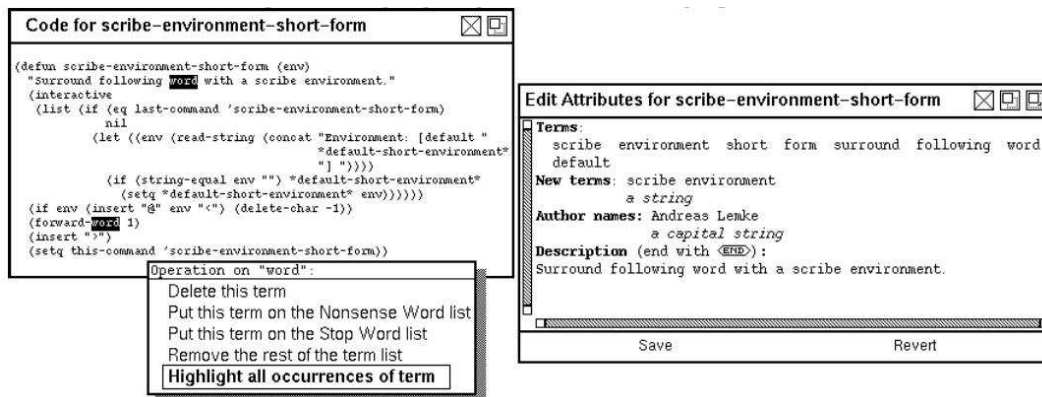 Code for scribe-environment-short-form
(defun scribe-environment-short-form (env)
"Surround following word with a scribe environment."
(interactive
(list (if (eq last-command 'scribe-environment-short-form)
nil
(let ((env (read-string (concat "Environment: [default "
*default-short-environment*
"] "))))
(if (string-equal env "") *default-short-environment*
(setq *default-short-environment* env))))))
(if env (insert "@" env "<") (delete-char -1))
(forward-word 1)
(insert ">")
(setq this-command 'scribe-environment-short-form))
Operation on "word":
Delete this term
Put this term on the Nonsense Word list
Put this term on the Stop Word list
Remove the rest of the term list
Highlight all occurrences of term
Edit Attributes for scribe-environment-short-form
Terms:
scribe environment short form surround following word
default
New terms: scribe environment
a string
Author names: Andreas Lemke
a capital string
Description (end with <END>):
Surround following word with a scribe environment.
Save Revert